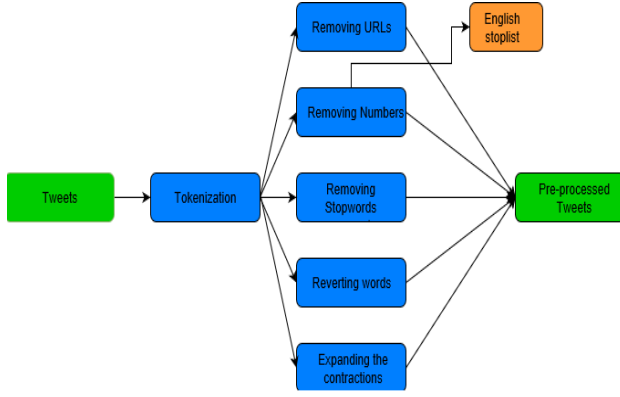 Removing URLs
English
stoplist
Removing Numbers
Tweets
Tokenization
Removing
Stopwords
Pre-processed
Tweets
Reverting words
Expanding the
contractions